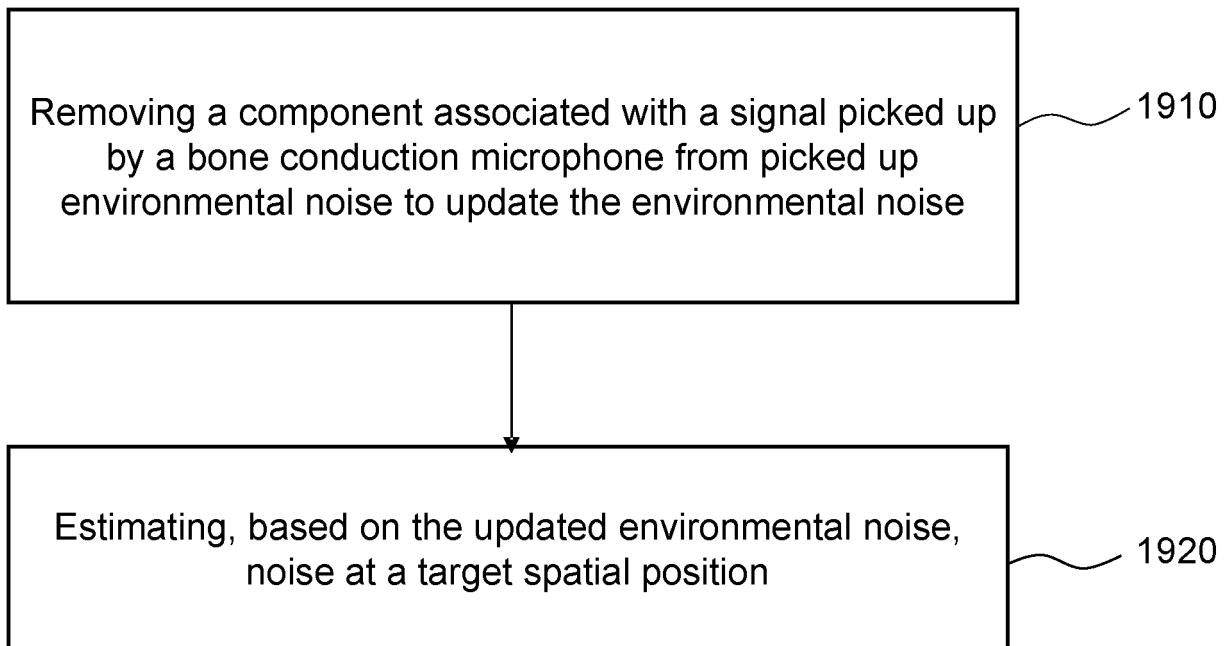 Removing a component associated with a signal picked up
by a bone conduction microphone from picked up
environmental noise to update the environmental noise
1910
Estimating, based on the updated environmental noise,
noise at a target spatial position
1920